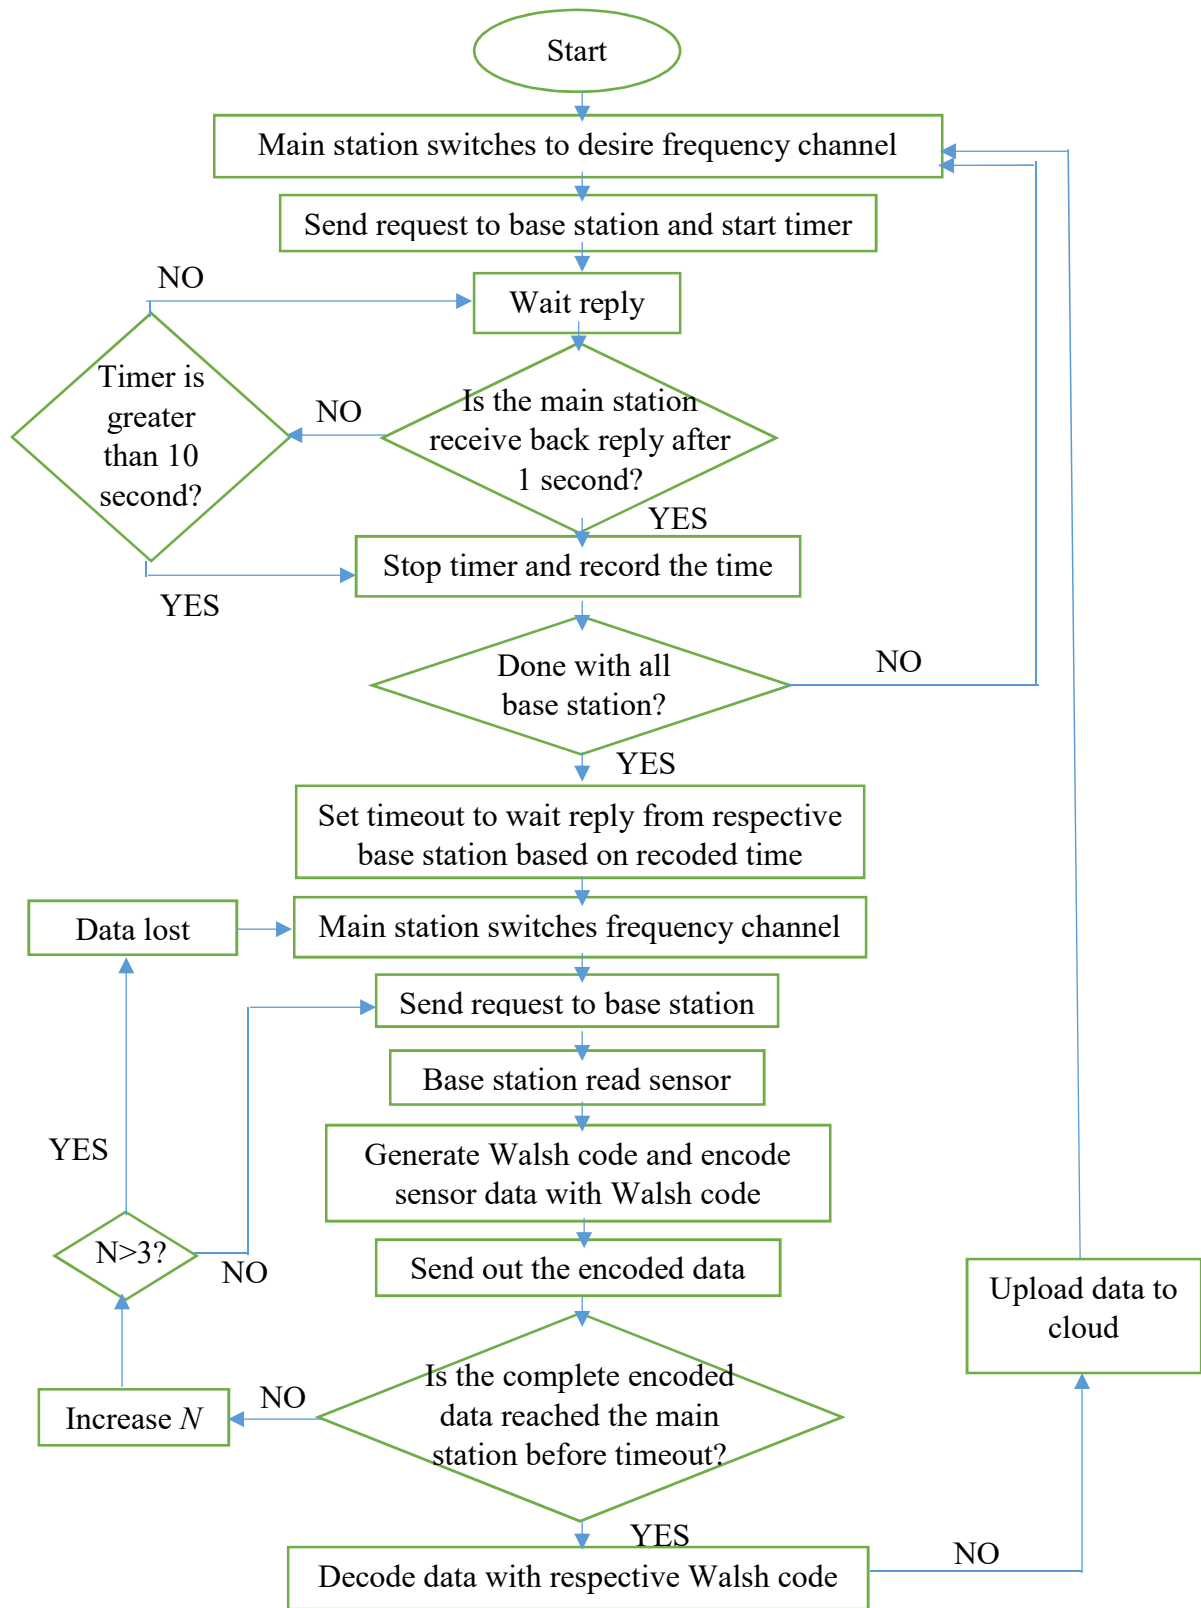 Start
Main station switches to desire frequency channel
Send request to base station and start timer
NO
Wait reply
Timer is
greater
than 10
second?
NO
Is the main station
receive back reply after
1 second?
YES
Stop timer and record the time
YES
Done with all
base station?
NO
YES
Set timeout to wait reply from respective
base station based on recoded time
Data lost
Main station switches frequency channel
Send request to base station
Base station read sensor
YES
Generate Walsh code and encode
sensor data with Walsh code
N>3?
NO
Send out the encoded data
Upload data to
cloud
Is the complete encoded
data reached the main
station before timeout?
NO
Increase N
YES
NO
Decode data with respective Walsh code